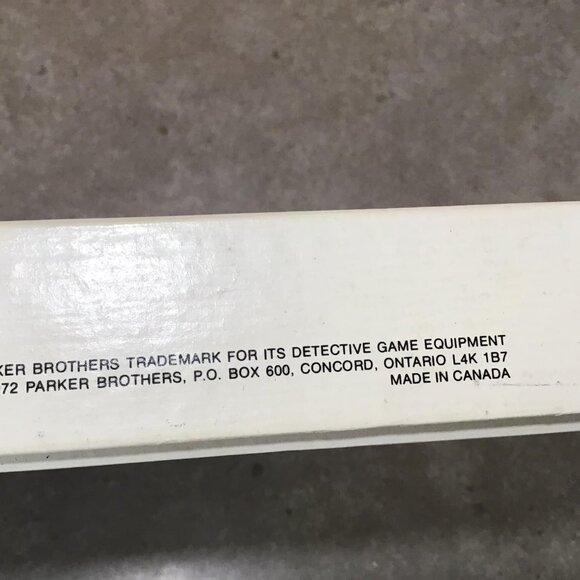 KER BROTHERS TRADEMARK FOR ITS DETECTIVE GAME EQUIPMENT
972 PARKER BROTHERS, P.O. BOX 600, CONCORD, ONTARIO L4K 1B7
MADE IN CANADA